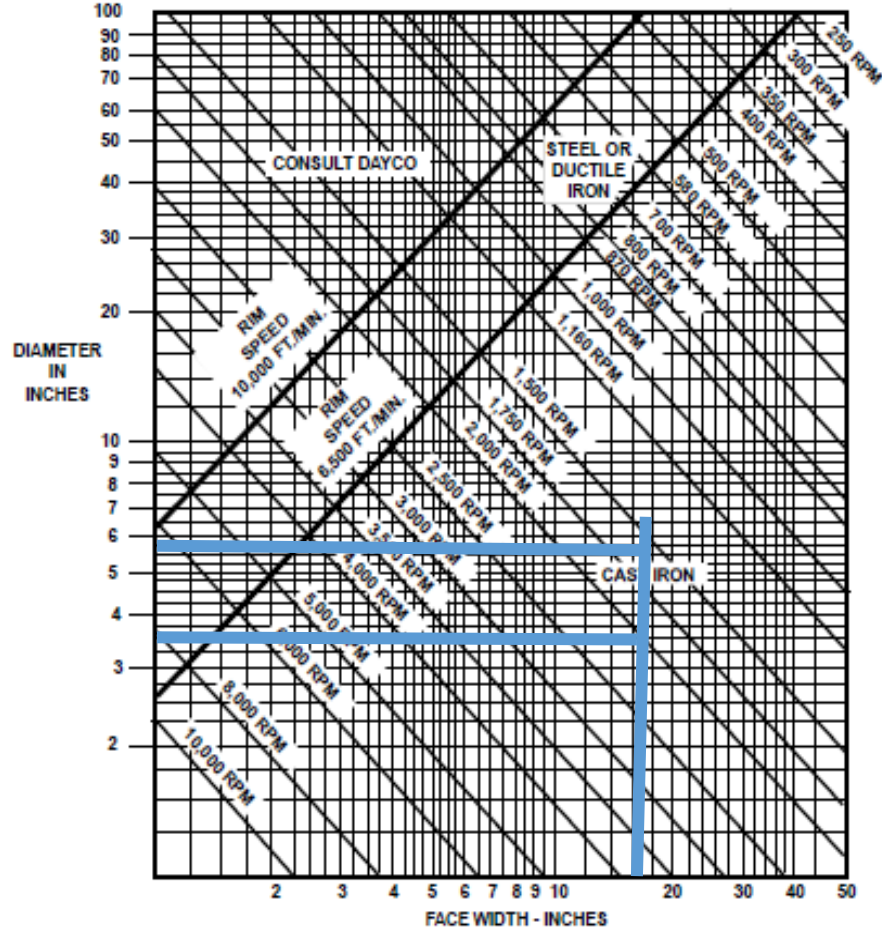 100
90
80
70
60
50
40
30
20
10
9
8
7
6
5
4
3
2
DIAMETER
IN
INCHES
CONSULT DAYCO
STEEL OR
DUCTILE
IRON
RIM
SPEED
10,000 FT./MIN.
RIM
SPEED
6,500 FT./MIN.
250 RPM
300 RPM
350 RPM
400 RPM
500 RPM
580 RPM
700 RPM
800 RPM
870 RPM
1,000 RPM
1,160 RPM
1,500 RPM
1,750 RPM
2,000 RPM
2,500 RPM
3,000 RPM
RPM
4,000 RPM
5,000 RPM
RPM
8,000 RPM
10,000 RPM
IRON
2 3 4 5 6 7 8 9 10 20 30 40 50
FACE WIDTH - INCHES